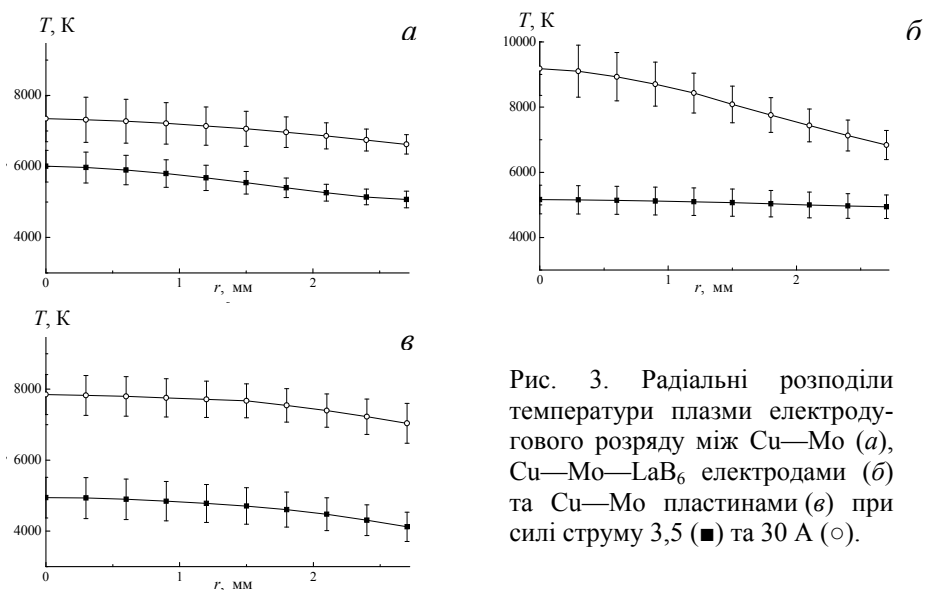 T, К
а
8000
6000
4000
0
1
2
r, мм
T, К
б
10000
8000
6000
4000
0
1
2
r, мм
T, К
в
8000
6000
4000
0
1
2
r, мм
Рис. 3. Радіальні розподіли
температури плазми електроду-
гового розряду між Cu—Mo (а),
Cu—Mo—LaB₆ електродами (б)
та Cu—Mo пластинами (в) при
силі струму 3,5 (■) та 30 А (○).